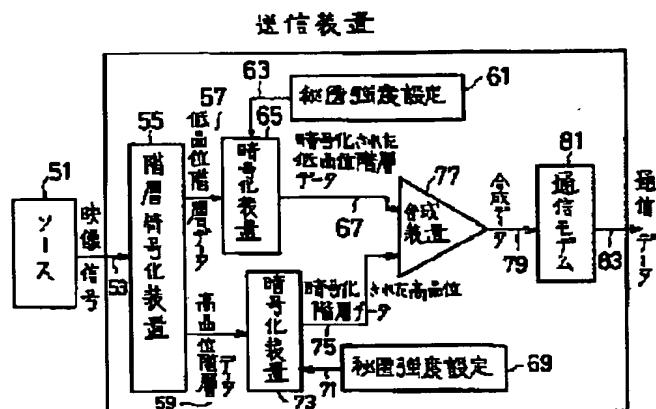 送信装置
61
63
秘匿強度設定
57
65
55
低品位階層データ
暗号化装置
暗号化された
低品位階層
データ
81
51
階層符号化装置
77
ソース
映像信号
53
67
合成装置
合成データ
79
通信モデム
83
通信データ
高品位階層データ
59
暗号化装置
73
暗号化された高品位
階層データ
75
71
秘匿強度設定
69